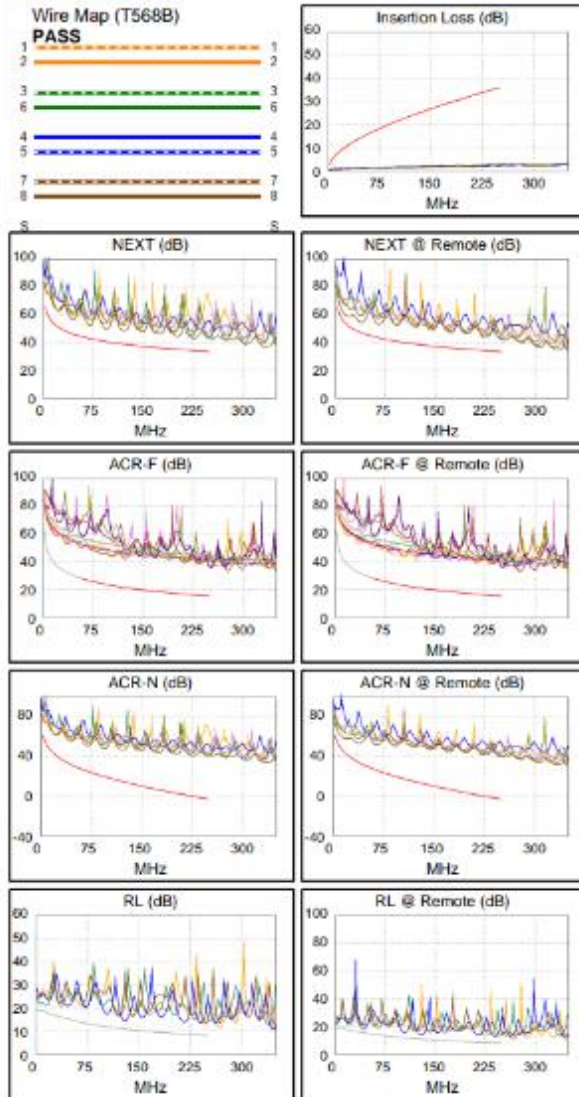 Wire Map (T568B)
PASS
1 1
2 2
3 3
6 6
4 4
5 5
7 7
8 8
S S
Insertion Loss (dB)
60
50
40
30
20
10
0
0 75 150 225 300
MHz
NEXT (dB)
100
80
60
40
20
0
0 75 150 225 300
MHz
NEXT @ Remote (dB)
100
80
60
40
20
0
0 75 150 225 300
MHz
ACR-F (dB)
100
80
60
40
20
0
0 75 150 225 300
MHz
ACR-F @ Remote (dB)
100
80
60
40
20
0
0 75 150 225 300
MHz
ACR-N (dB)
80
40
0
-40
0 75 150 225 300
MHz
ACR-N @ Remote (dB)
80
40
0
-40
0 75 150 225 300
MHz
RL (dB)
60
50
40
30
20
10
0
0 75 150 225 300
MHz
RL @ Remote (dB)
100
80
60
40
20
0
0 75 150 225 300
MHz